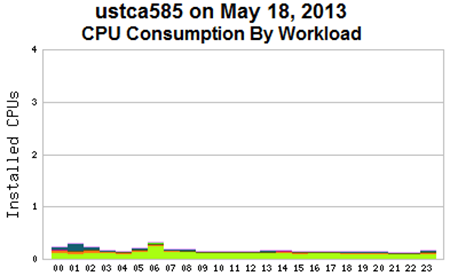 ustca585 on May 18, 2013
CPU Consumption By Workload
Installed CPUs
4
3
2
1
0
00 01 02 03 04 05 06 07 08 09 10 11 12 13 14 15 16 17 18 19 20 21 22 23